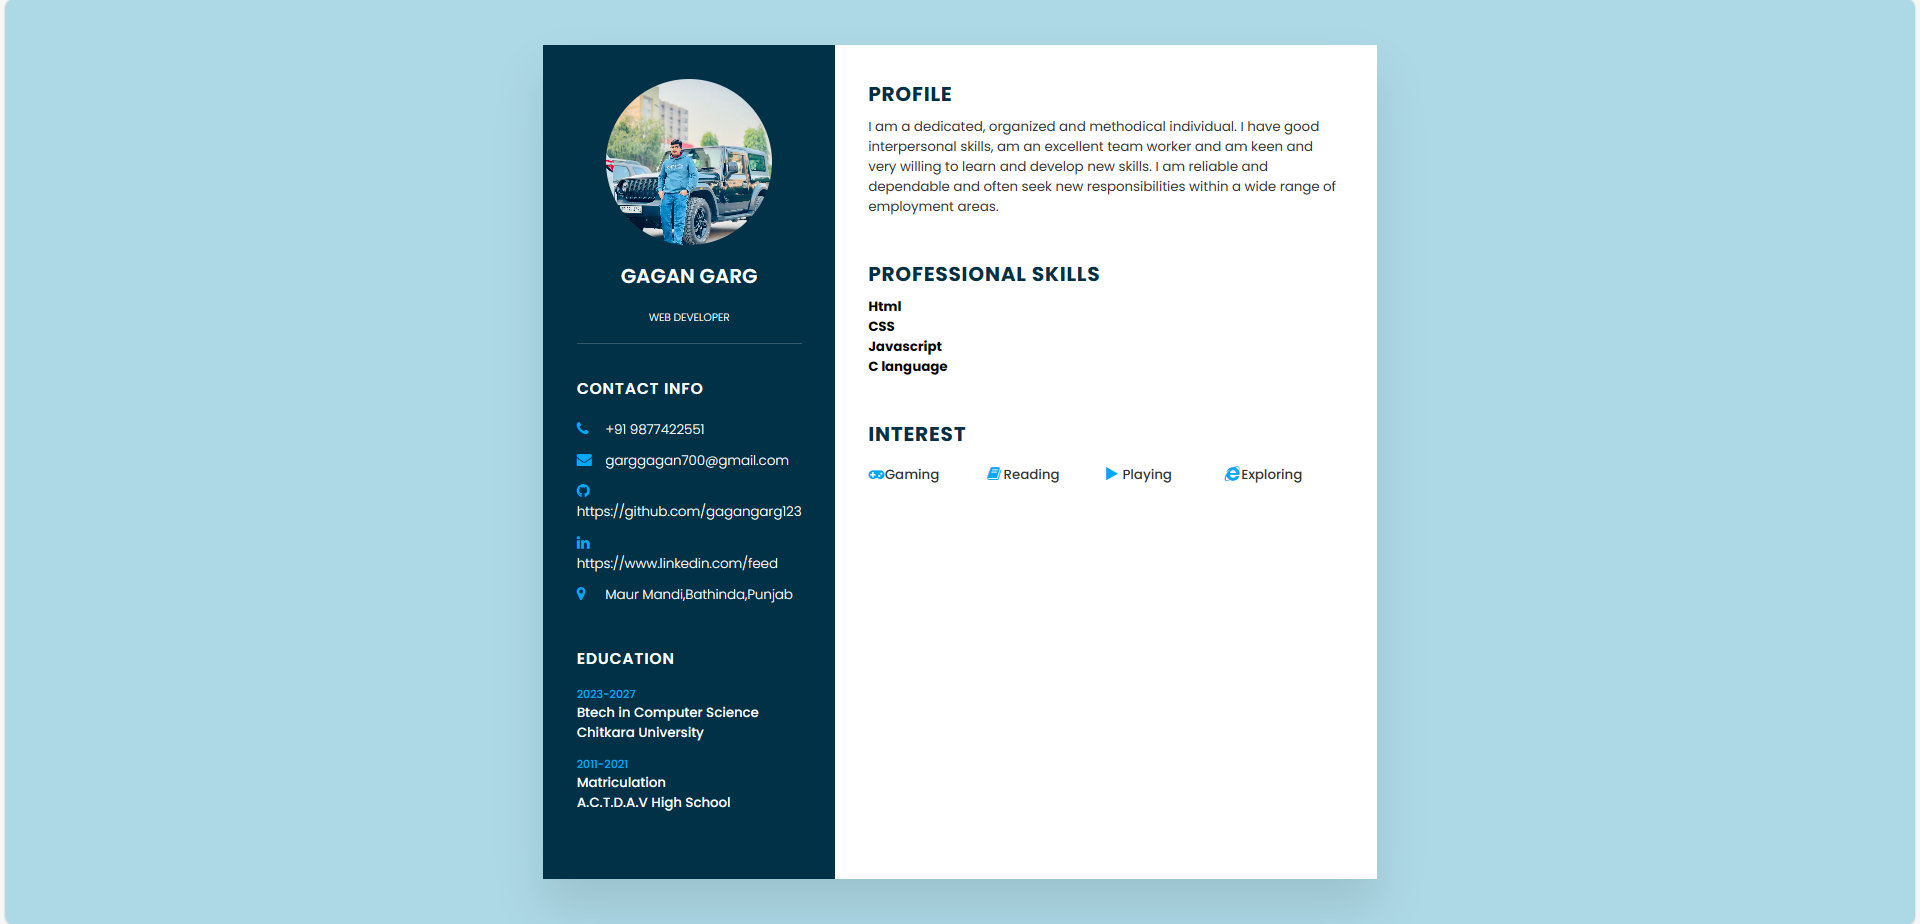 GAGAN GARG
WEB DEVELOPER
CONTACT INFO
+91 9877422551
garggagan700@gmail.com
https://github.com/gagangarg123
https://www.linkedin.com/feed
Maur Mandi,Bathinda,Punjab
EDUCATION
2023-2027
Btech in Computer Science
Chitkara University
2011-2021
Matriculation
A.C.T.D.A.V High School
PROFILE
I am a dedicated, organized and methodical individual. I have good
interpersonal skills, am an excellent team worker and am keen and
very willing to learn and develop new skills. I am reliable and
dependable and often seek new responsibilities within a wide range of
employment areas.
PROFESSIONAL SKILLS
Html
CSS
Javascript
C language
INTEREST
Gaming Reading Playing Exploring